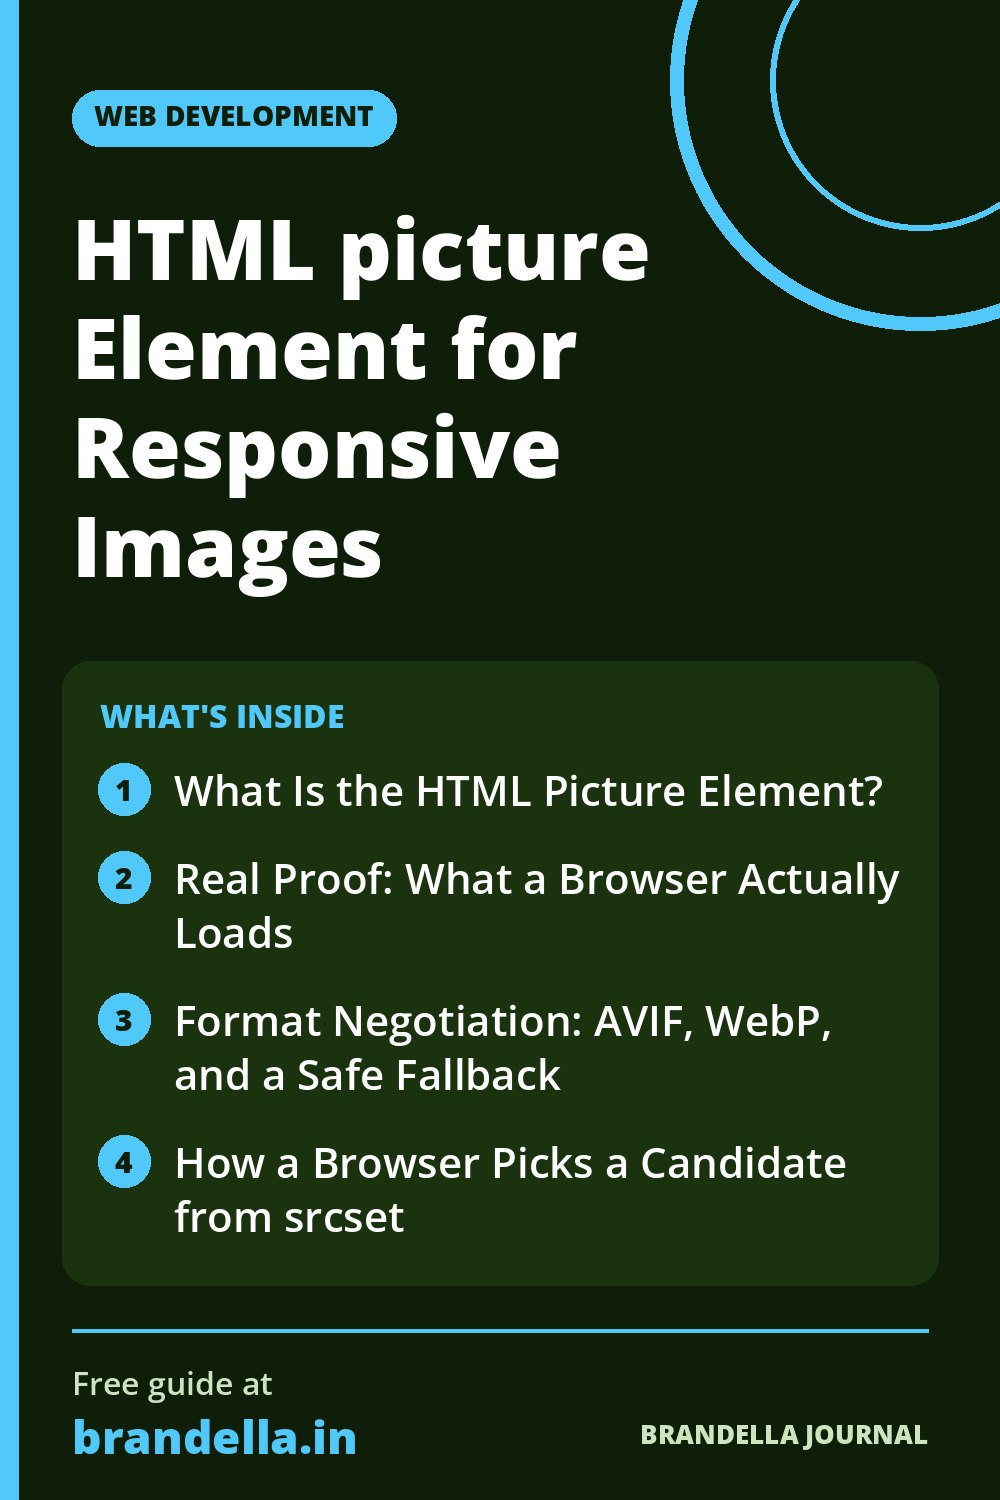 WEB DEVELOPMENT
HTML picture
Element for
Responsive
Images
WHAT'S INSIDE
1 What Is the HTML Picture Element?
2 Real Proof: What a Browser Actually
Loads
3 Format Negotiation: AVIF, WebP,
and a Safe Fallback
4 How a Browser Picks a Candidate
from srcset
Free guide at
brandella.in
BRANDELLA JOURNAL